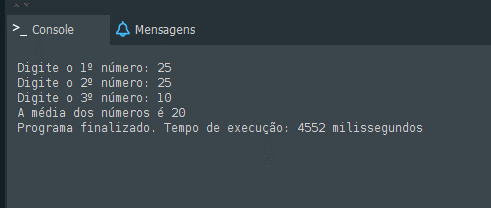 >_ Console Mensagens
Digite o 1º número: 25
Digite o 2º número: 25
Digite o 3º número: 10
A média dos números é 20
Programa finalizado. Tempo de execução: 4552 milissegundos